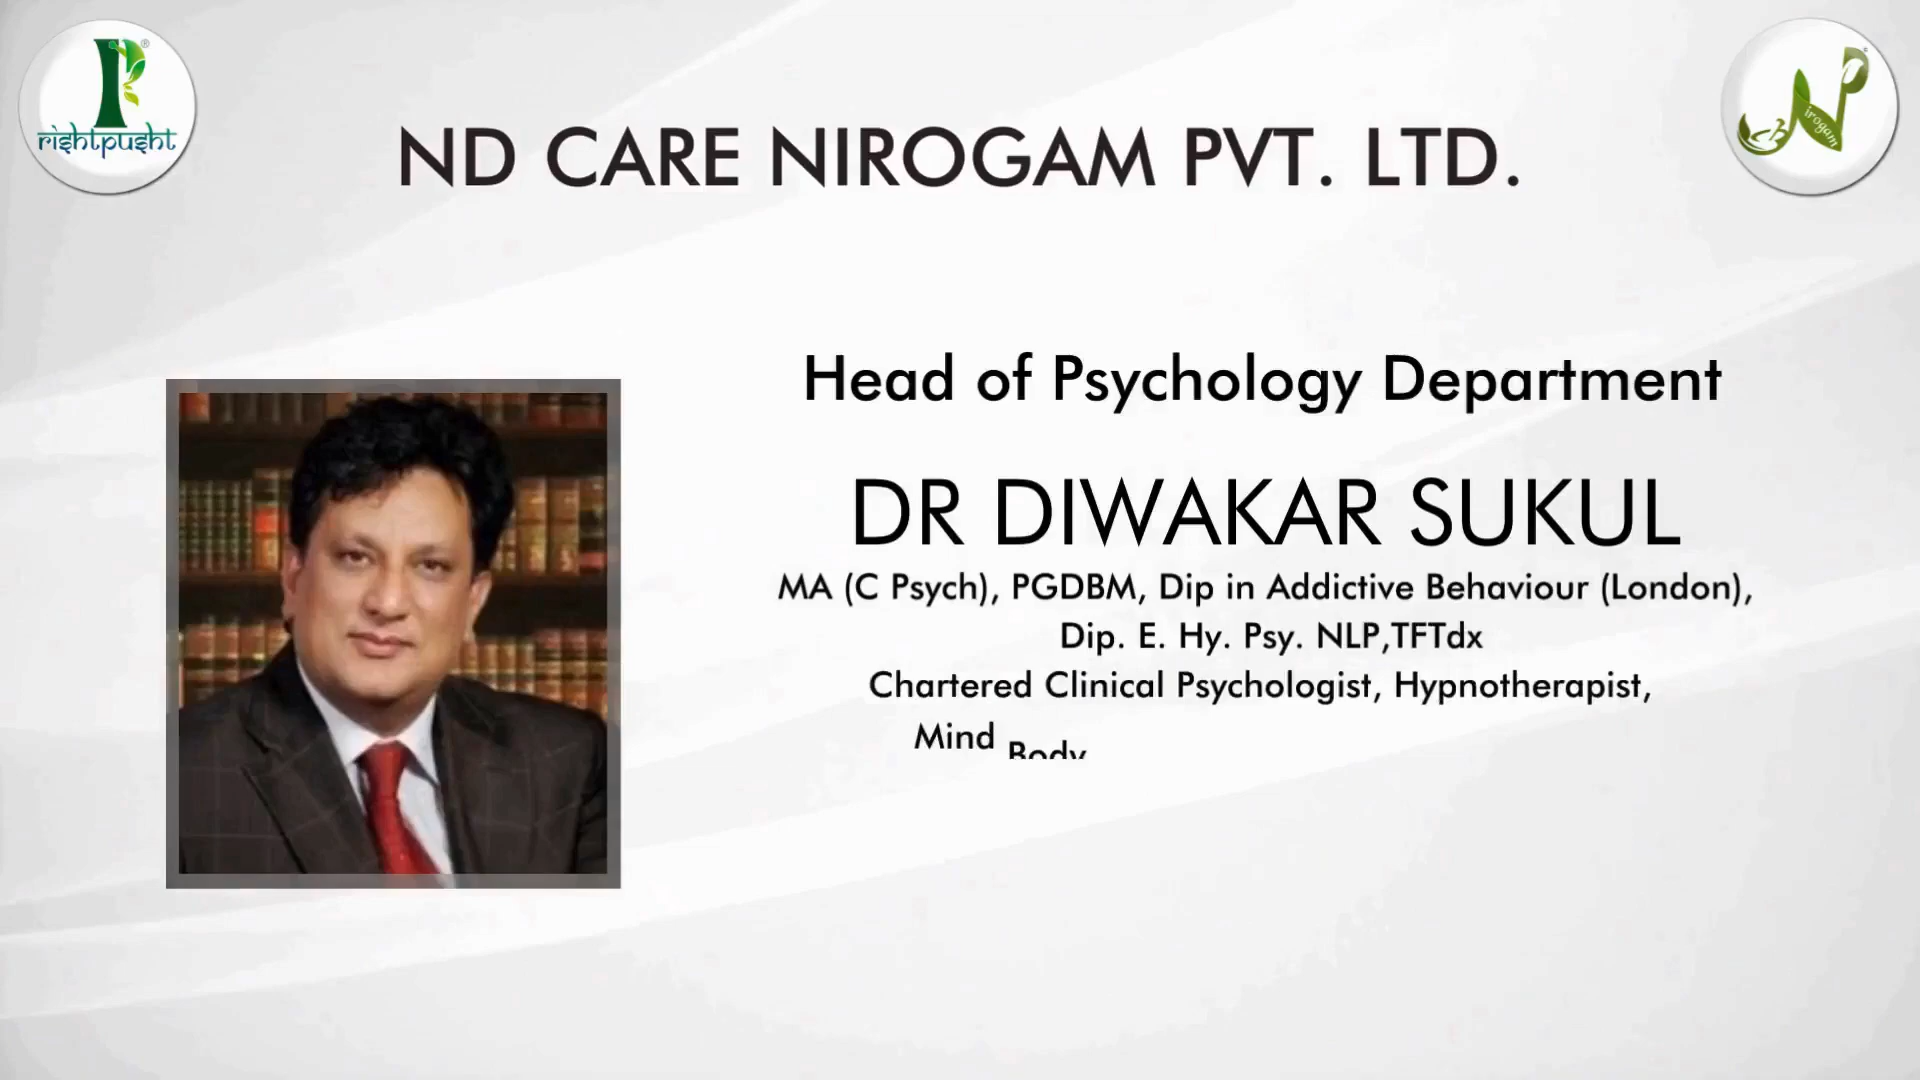 rishtpusht
Nirogam
ND CARE NIROGAM PVT. LTD.
Head of Psychology Department
DR DIWAKAR SUKUL
MA (C Psych), PGDBM, Dip in Addictive Behaviour (London),
Dip. E. Hy. Psy. NLP,TFTdx
Chartered Clinical Psychologist, Hypnotherapist,
Mind Body